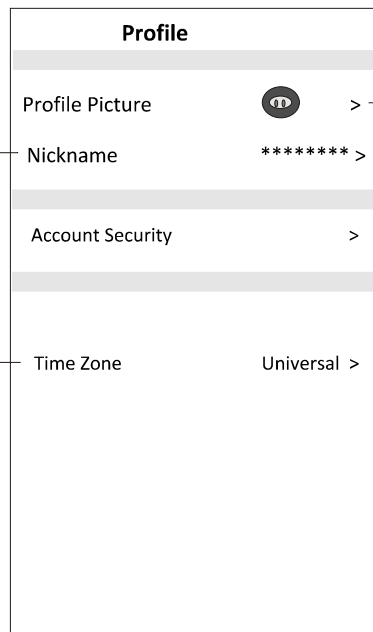 Profile
Profile Picture >
Nickname ******** >
Account Security >
Time Zone Universal >